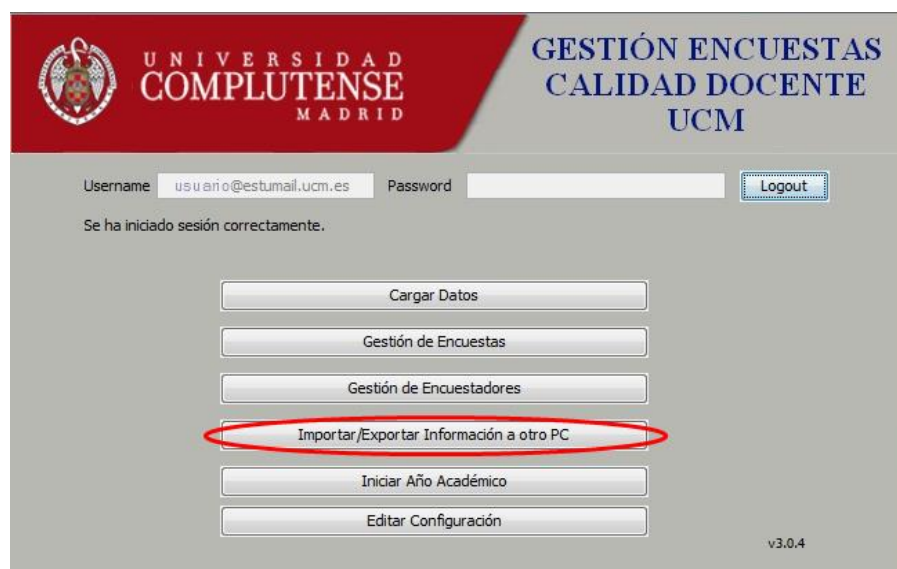 UNIVERSIDAD
COMPLUTENSE
MADRID
GESTIÓN ENCUESTAS
CALIDAD DOCENTE
UCM
Username usuario@estumail.ucm.es Password Logout
Se ha iniciado sesión correctamente.
Cargar Datos
Gestión de Encuestas
Gestión de Encuestadores
Importar/Exportar Información a otro PC
Iniciar Año Académico
Editar Configuración
v3.0.4